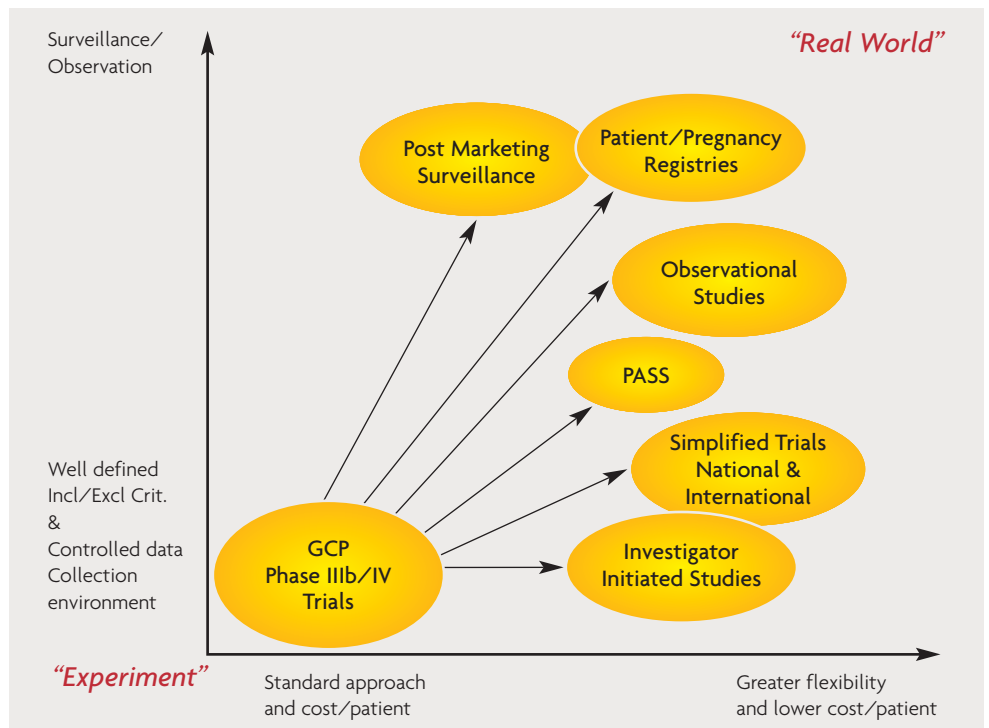 Surveillance/
Observation
“Real World”
Post Marketing
Surveillance
Patient/Pregnancy
Registries
Observational
Studies
PASS
Simplified Trials
National &
International
Well defined
Incl/Excl Crit.
&
Controlled data
Collection
environment
GCP
Phase IIIb/IV
Trials
Investigator
Initiated Studies
“Experiment”
Standard approach
and cost/patient
Greater flexibility
and lower cost/patient